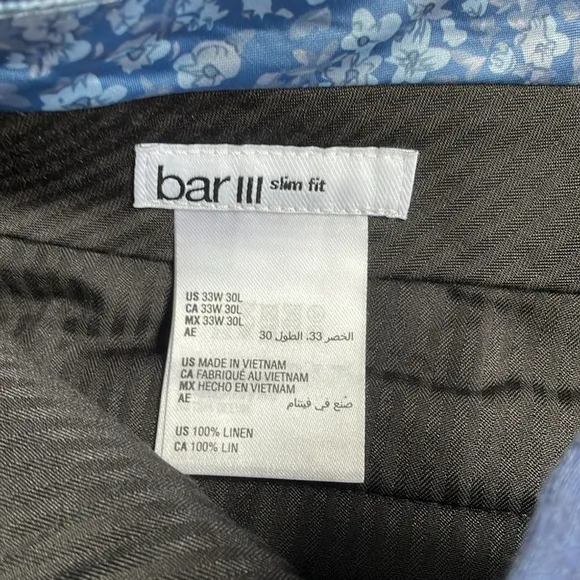 bar III slim fit
US 33W 30L
CA 33W 30L
MX 33W 30L
AE الخصر 33، الطول 30
US MADE IN VIETNAM
CA FABRIQUÉ AU VIETNAM
MX HECHO EN VIETNAM
AE صُنع في فيتنام
US 100% LINEN
CA 100% LIN